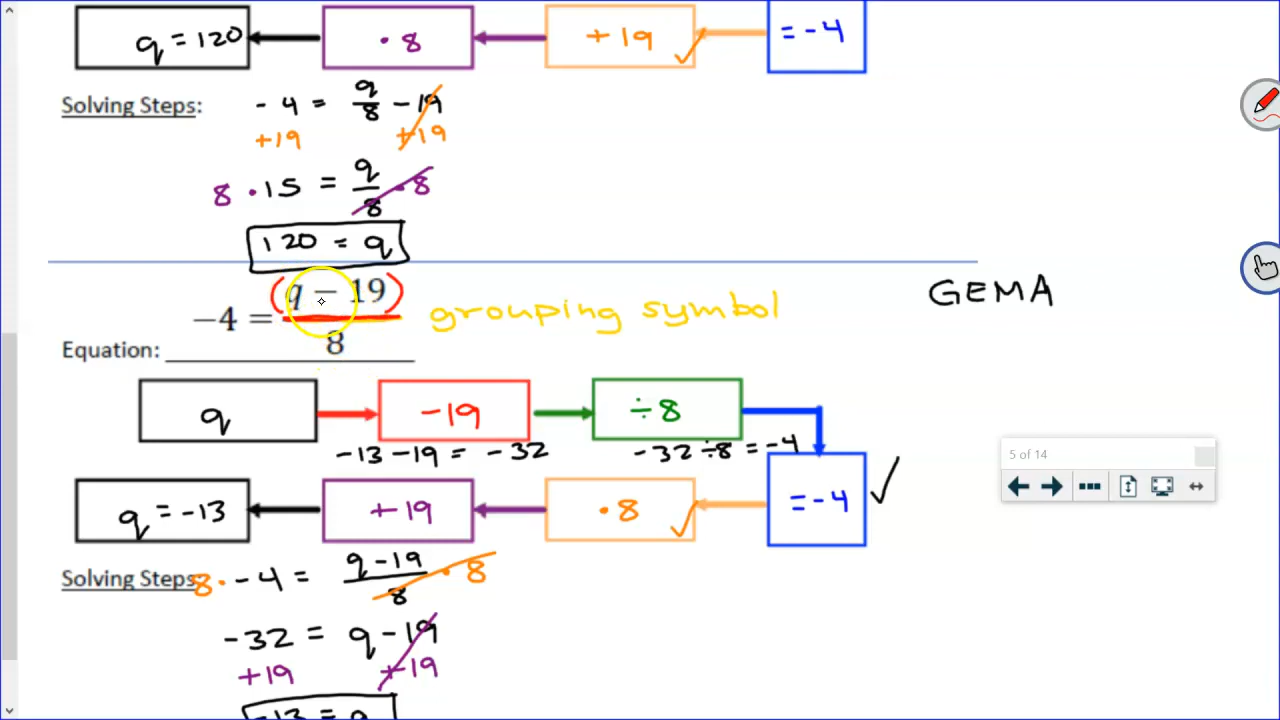 q = 120 · 8 + 19 = -4
Solving Steps: -4 = q/8 - 19
+19 +19
8 · 15 = q/8 · 8
120 = q
-4 = (q - 19)/8 grouping symbol GEMA
Equation:
q -19 ÷8
-13 - 19 = -32 -32 ÷ 8 = -4
q = -13 +19 · 8 = -4
5 of 14
Solving Steps 8 · -4 = q - 19/8 · 8
-32 = q - 19
+19 +19
-13 = q